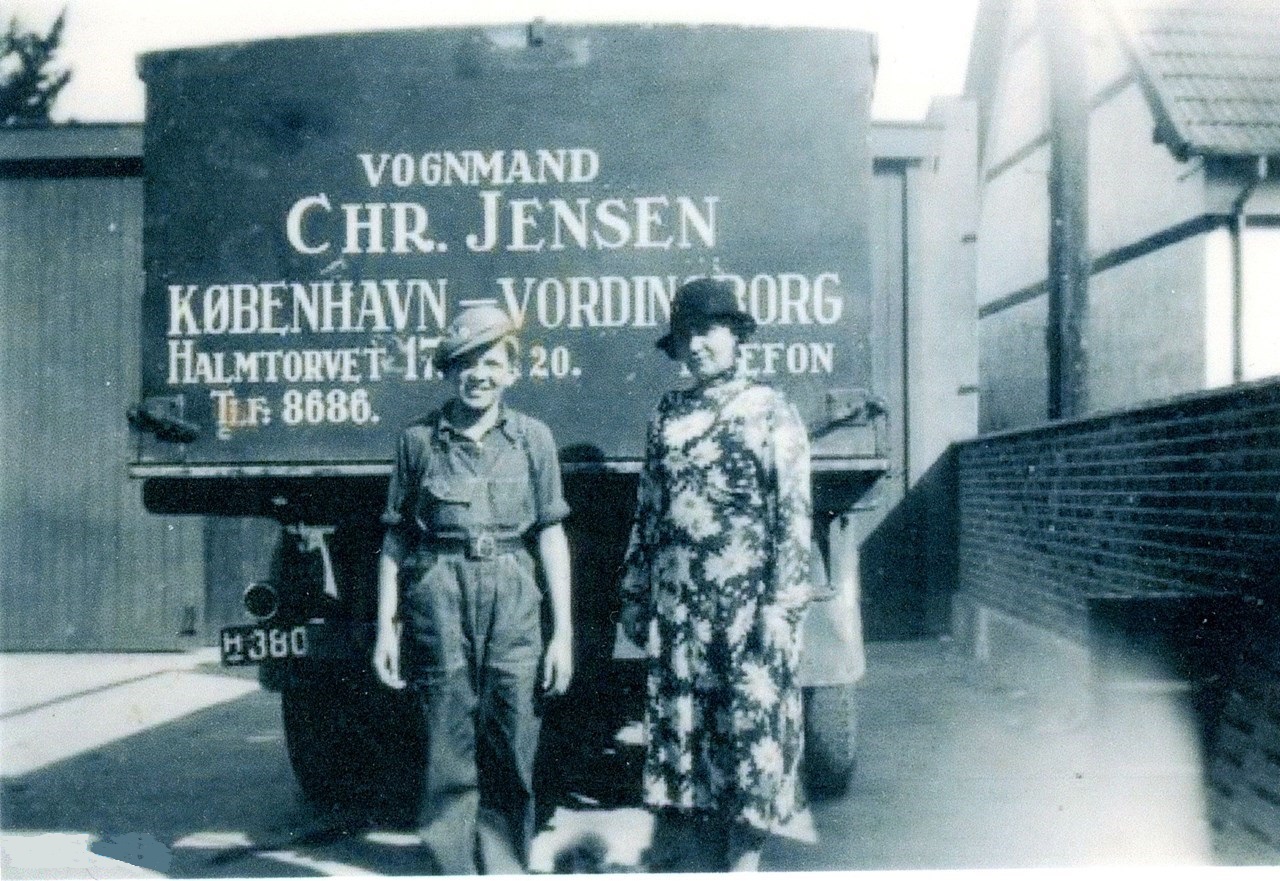 VOGNMAND
CHR. JENSEN
KØBENHAVN – VORDINGBORG
HALMTORVET 17 20.
TLF: 8686.
H-380